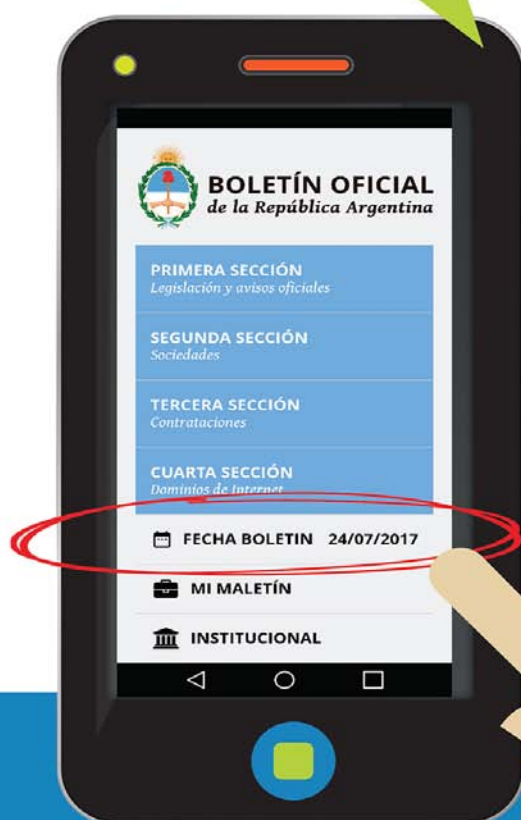 BOLETÍN OFICIAL
de la República Argentina
PRIMERA SECCIÓN
Legislación y avisos oficiales
SEGUNDA SECCIÓN
Sociedades
TERCERA SECCIÓN
Contrataciones
CUARTA SECCIÓN
Dominios de Internet
FECHA BOLETIN 24/07/2017
MI MALETÍN
INSTITUCIONAL